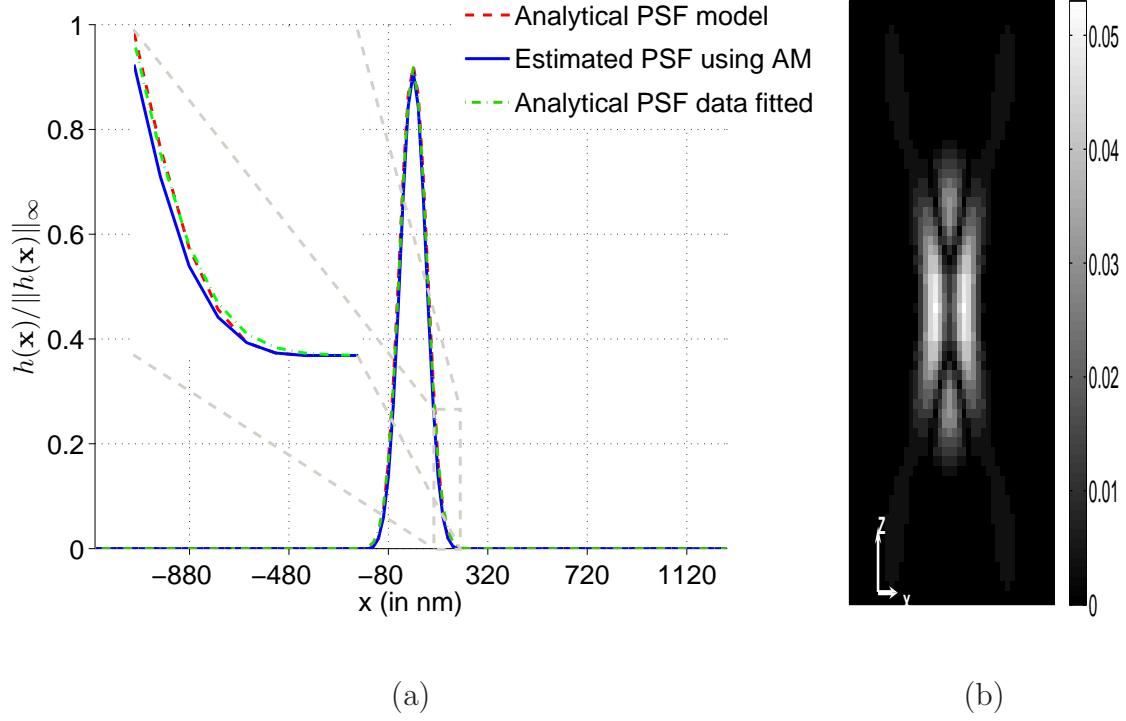 Analytical PSF model
Estimated PSF using AM
Analytical PSF data fitted
1
0.8
0.6
0.4
0.2
0
h(x)/‖h(x)‖∞
−880
−480
−80
320
720
1120
x (in nm)
(a)
Z
0.05
0.04
0.03
0.02
0.01
0
(b)